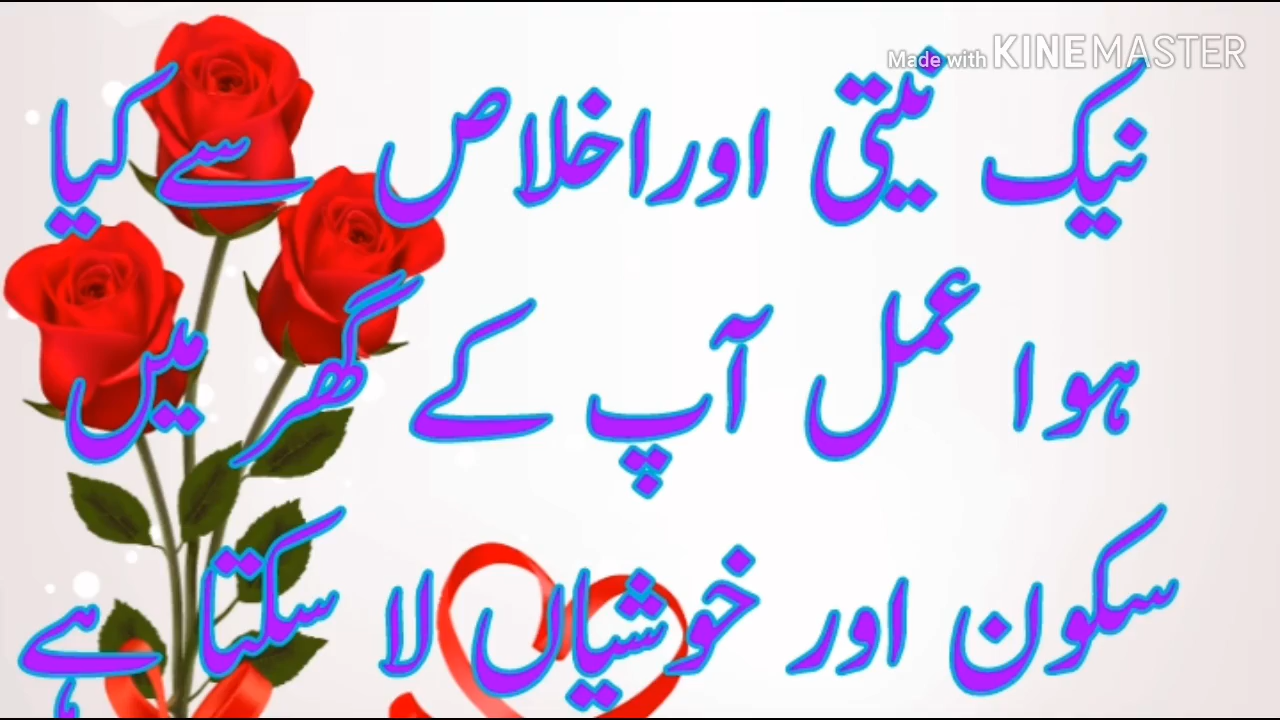 Made with KINEMASTER
نیک نیتی اور اخلاص سے کیا
ہوا عمل آپ کے گھر میں
سکون اور خوشیاں لا سکتا ہے